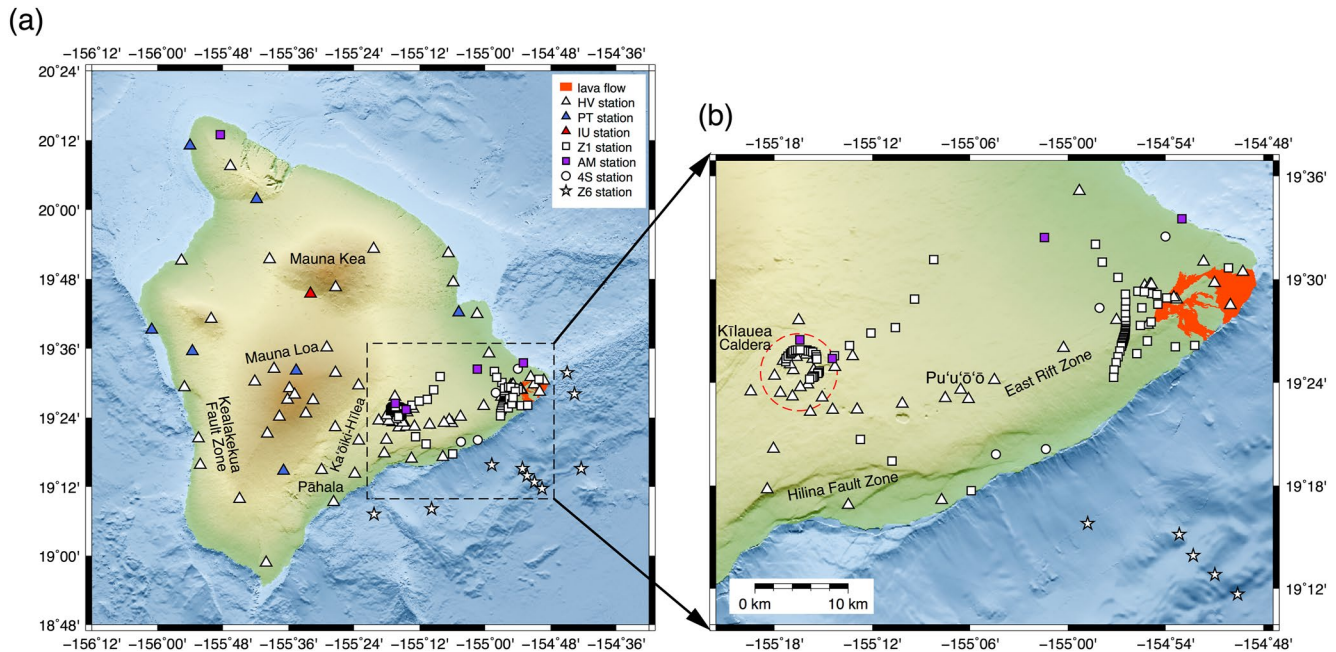 (a)
−156°12' −156°00' −155°48' −155°36' −155°24' −155°12' −155°00' −154°48'
20°24'
20°12'
20°00'
19°48'
19°36'
19°24'
19°12'
19°00'
18°48'
lava flow
HV station
PT station
IU station
Z1 station
AM station
4S station
Z6 station
Mauna Kea
Mauna Loa
Kealakekua
Fault Zone
Ka'ōiki-Hīlea
Pāhala
−156°12' −156°00' −155°48' −155°36' −155°24' −155°12' −155°00' −154°48'
(b)
−155°18' −155°12' −155°06' −155°00' −154°54' −154°48'
19°36'
19°30'
19°24'
19°18'
19°12'
Kīlauea
Caldera
Pu'u'ō'ō
East Rift Zone
Hilina Fault Zone
0 km 10 km
−155°18' −155°12' −155°06' −155°00' −154°54' −154°48'